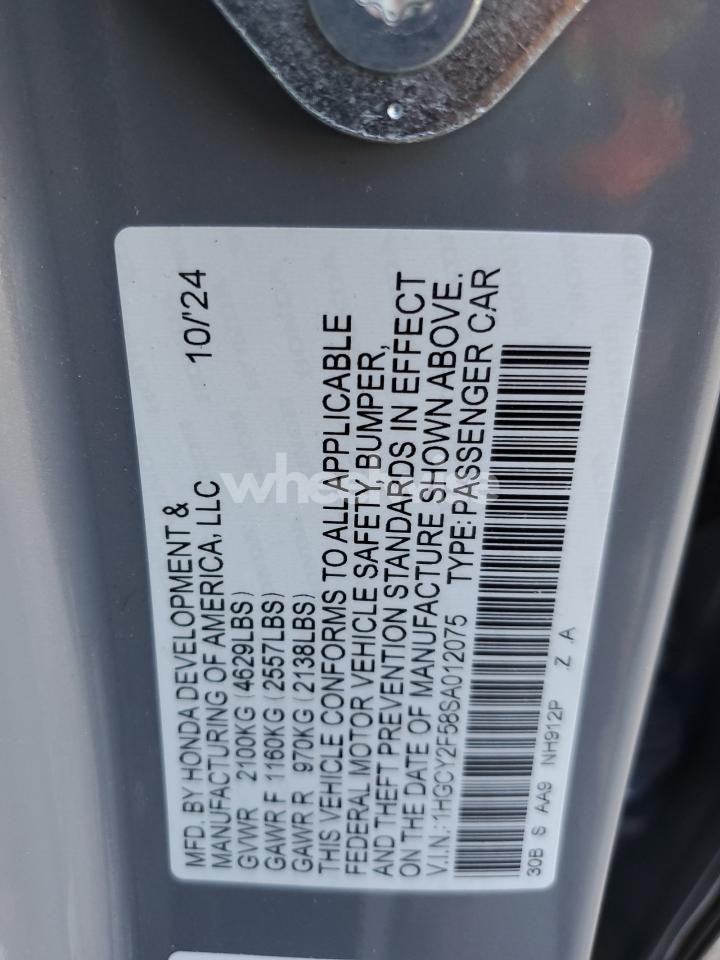 MFD. BY HONDA DEVELOPMENT & 10/'24
MANUFACTURING OF AMERICA, LLC
GVWR 2100KG (4629LBS)
GAWR F 1160KG (2557LBS)
GAWR R 970KG (2138LBS)
THIS VEHICLE CONFORMS TO ALL APPLICABLE
FEDERAL MOTOR VEHICLE SAFETY, BUMPER,
AND THEFT PREVENTION STANDARDS IN EFFECT
ON THE DATE OF MANUFACTURE SHOWN ABOVE.
V.I.N.: 1HGCY2F58SA012075 TYPE: PASSENGER CAR
30B S AA9 NH912P Z A